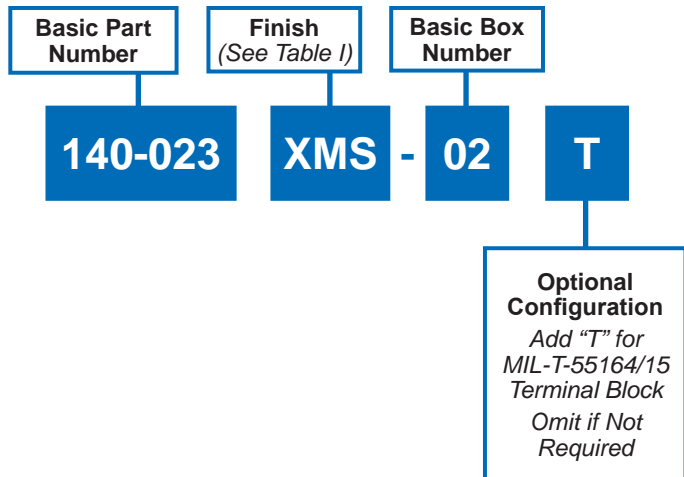 Basic Part
Number
Finish
(See Table I)
Basic Box
Number
140-023
XMS
-
02
T
Optional
Configuration
Add “T” for
MIL-T-55164/15
Terminal Block
Omit if Not
Required